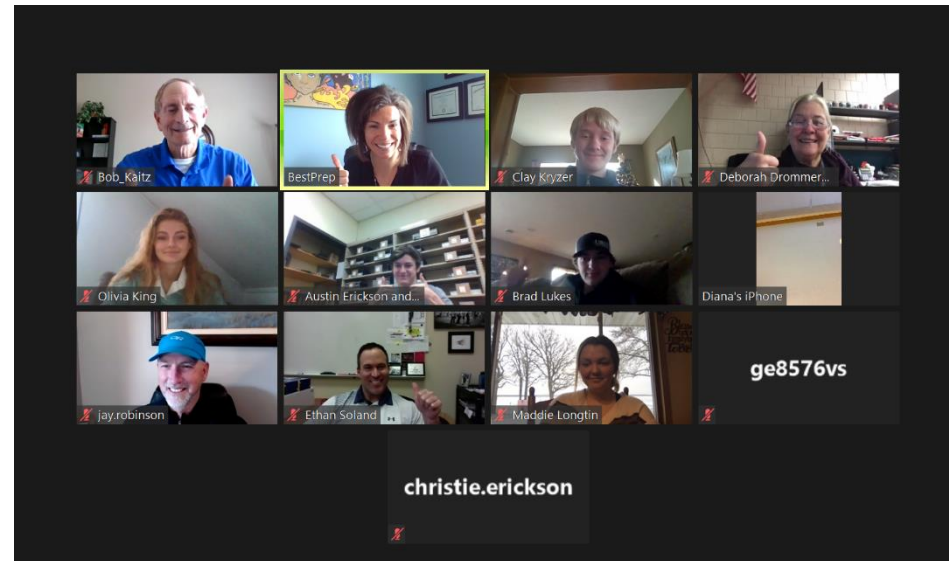 Bob_Kaitz
BestPrep
Clay Kryzer
Deborah Drommer...
Olivia King
Austin Erickson and...
Brad Lukes
Diana's iPhone
jay.robinson
Ethan Soland
Maddie Longtin
ge8576vs
christie.erickson